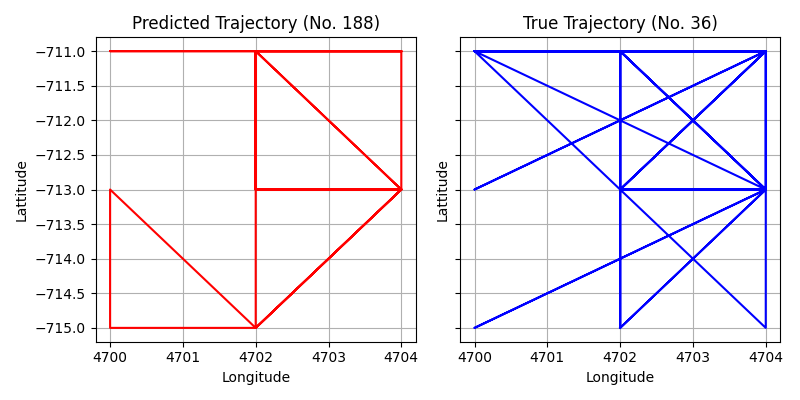 Predicted Trajectory (No. 188)
True Trajectory (No. 36)
−711.0
−711.5
−712.0
−712.5
−713.0
−713.5
−714.0
−714.5
−715.0
Lattitude
Lattitude
4700 4701 4702 4703 4704
4700 4701 4702 4703 4704
Longitude
Longitude